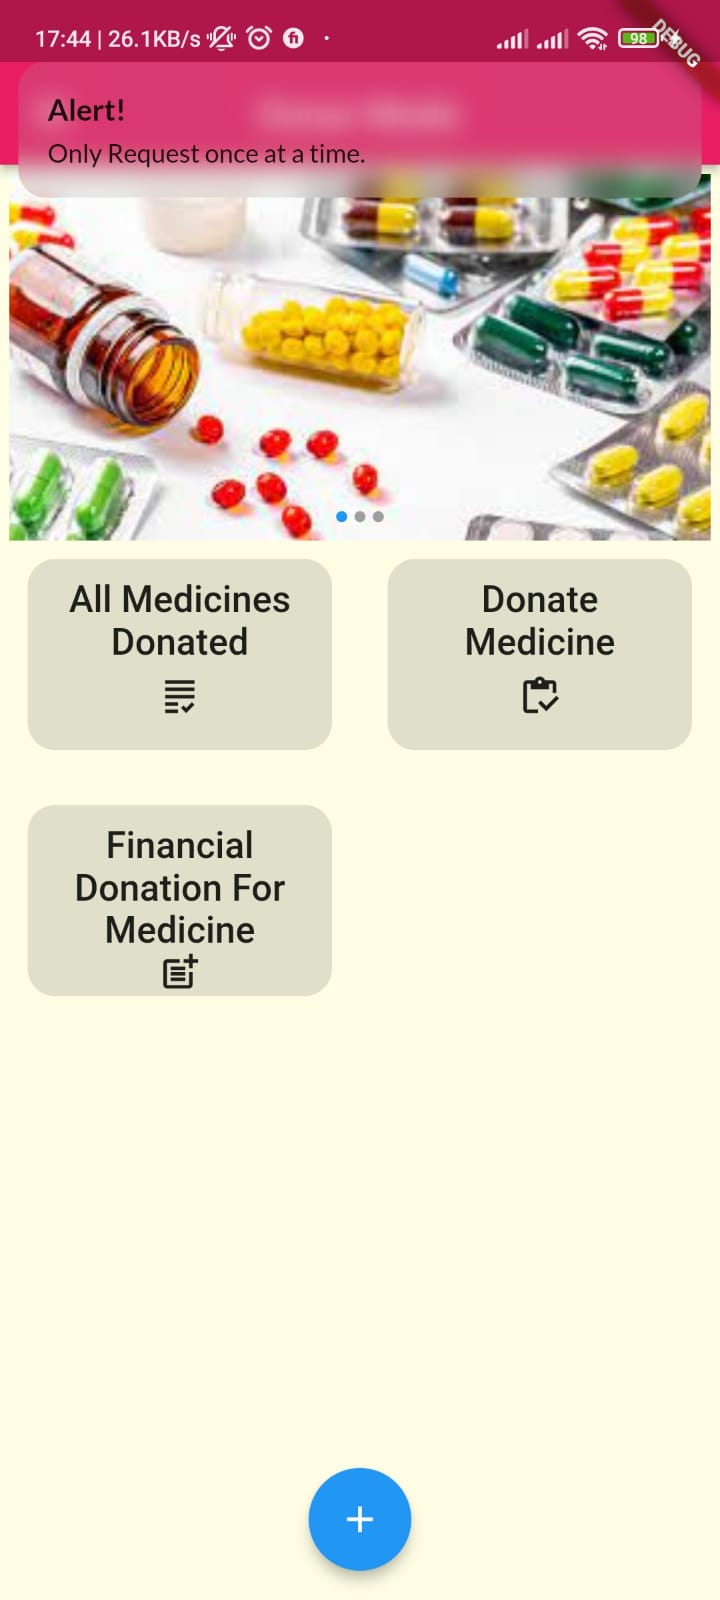 17:44 | 26.1KB/s
98
DEBUG
Alert!
Only Request once at a time.
All Medicines
Donated
Donate
Medicine
Financial
Donation For
Medicine